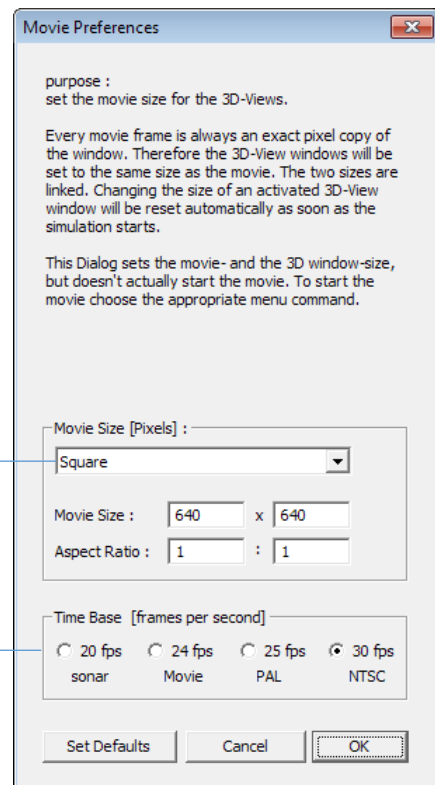 Movie Preferences
purpose :
set the movie size for the 3D-Views.
Every movie frame is always an exact pixel copy of
the window. Therefore the 3D-View windows will be
set to the same size as the movie. The two sizes are
linked. Changing the size of an activated 3D-View
window will be reset automatically as soon as the
simulation starts.
This Dialog sets the movie- and the 3D window-size,
but doesn't actually start the movie. To start the
movie choose the appropriate menu command.
Movie Size [Pixels] :
Square
Movie Size : 640 x 640
Aspect Ratio : 1 : 1
Time Base [frames per second]
20 fps 24 fps 25 fps 30 fps
sonar Movie PAL NTSC
Set Defaults Cancel OK